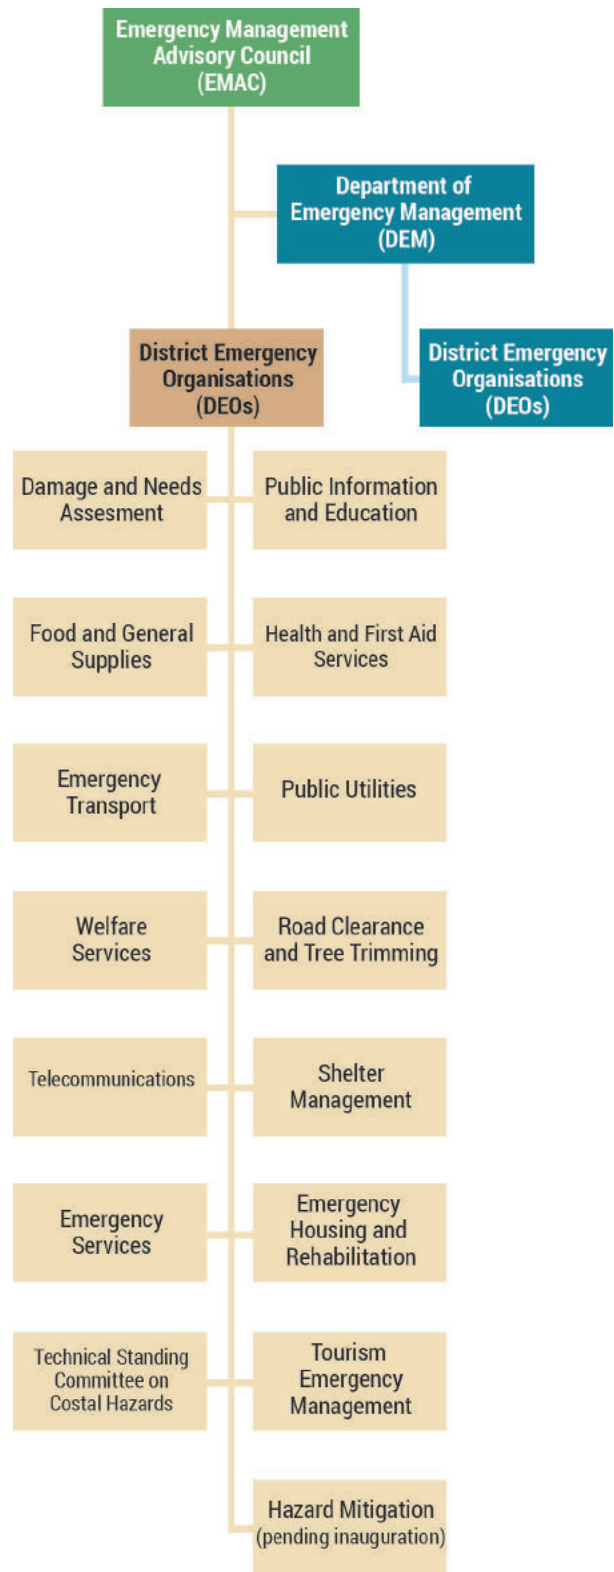 Emergency Management
Advisory Council
(EMAC)
Department of
Emergency Management
(DEM)
District Emergency
Organisations
(DEOs)
District Emergency
Organisations
(DEOs)
Damage and Needs
Assesment
Public Information
and Education
Food and General
Supplies
Health and First Aid
Services
Emergency
Transport
Public Utilities
Welfare
Services
Road Clearance
and Tree Trimming
Telecommunications
Shelter
Management
Emergency
Services
Emergency
Housing and
Rehabilitation
Technical Standing
Committee on
Costal Hazards
Tourism
Emergency
Management
Hazard Mitigation
(pending inauguration)